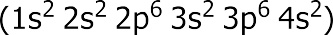 (1s² 2s² 2p⁶ 3s² 3p⁶ 4s²)